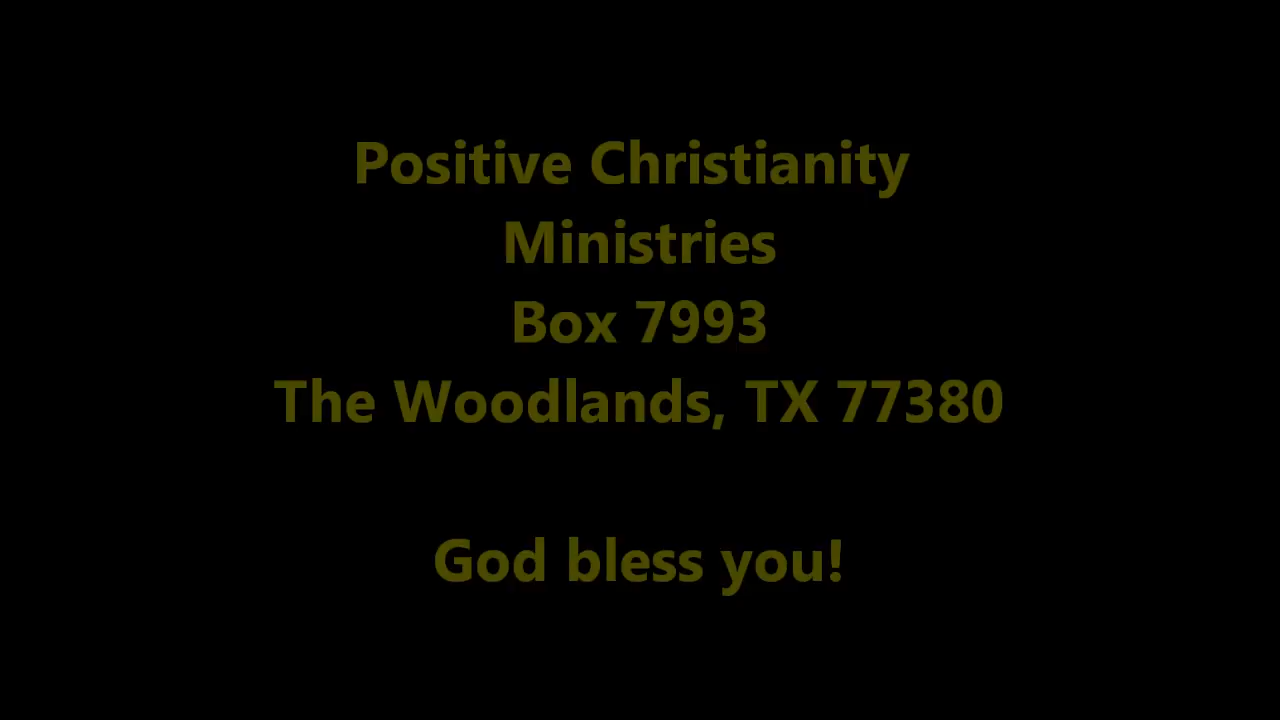 Positive Christianity
Ministries
Box 7993
The Woodlands, TX 77380
God bless you!